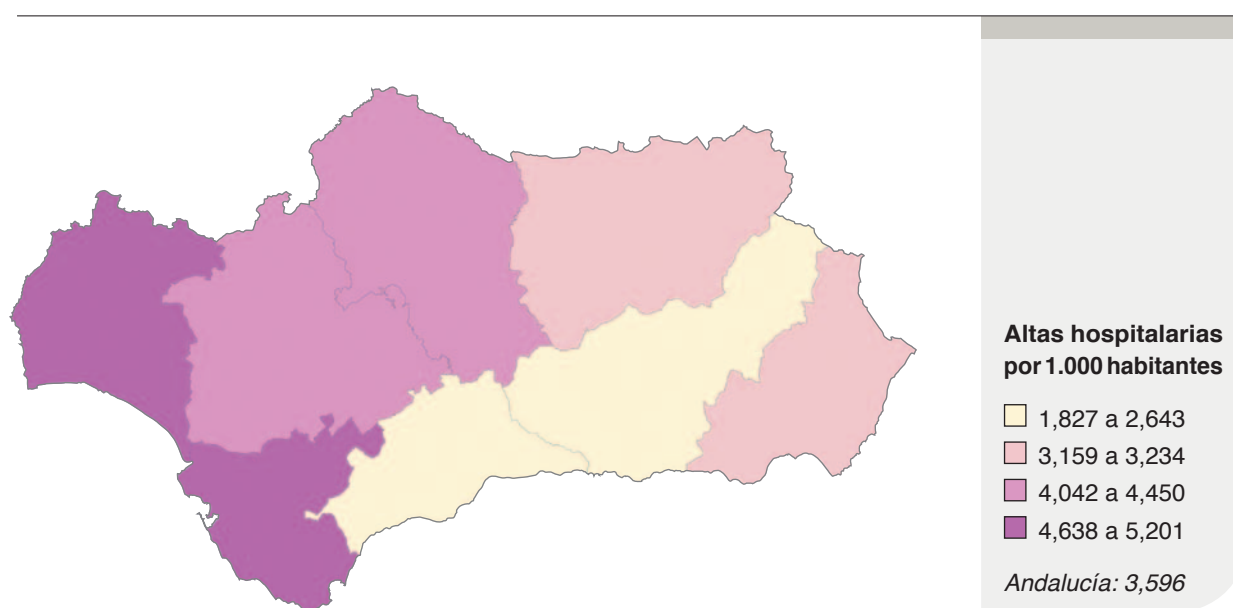 Altas hospitalarias
por 1.000 habitantes
1,827 a 2,643
3,159 a 3,234
4,042 a 4,450
4,638 a 5,201
Andalucía: 3,596